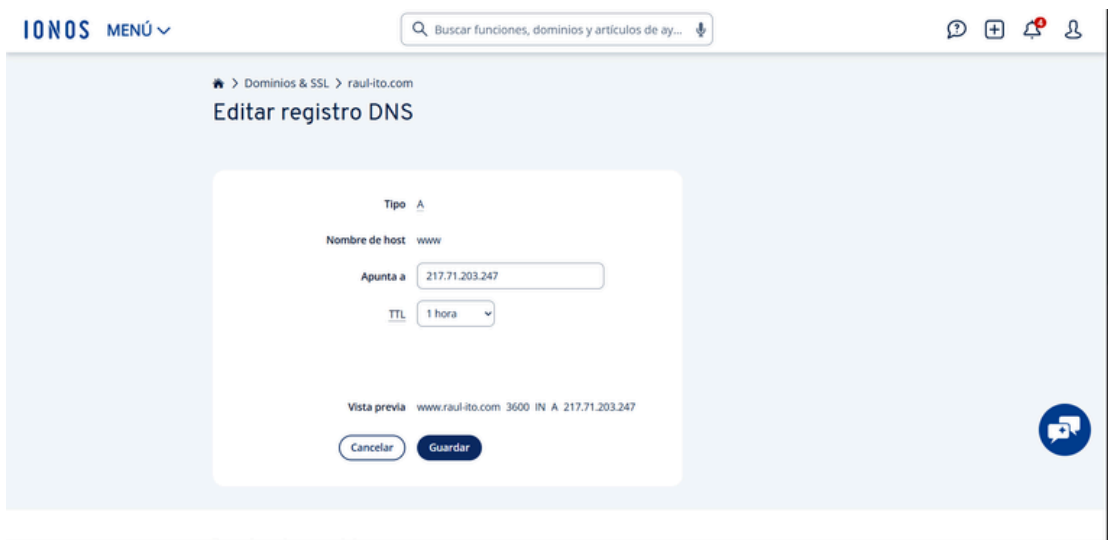 IONOS MENÚ Buscar funciones, dominios y artículos de ay... 4
> Dominios & SSL > raul-ito.com
Editar registro DNS
Tipo A
Nombre de host www
Apunta a 217.71.203.247
TTL 1 hora
Vista previa www.raul-ito.com 3600 IN A 217.71.203.247
Cancelar Guardar